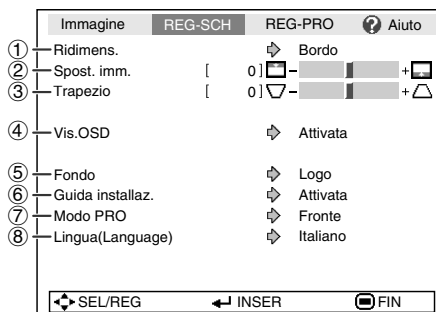 Immagine REG-SCH REG-PRO ? Aiuto
① Ridimens. Bordo
② Spost. imm. [ 0] − +
③ Trapezio [ 0] − +
④ Vis.OSD Attivata
⑤ Fondo Logo
⑥ Guida installaz. Attivata
⑦ Modo PRO Fronte
⑧ Lingua(Language) Italiano
SEL/REG INSER FIN